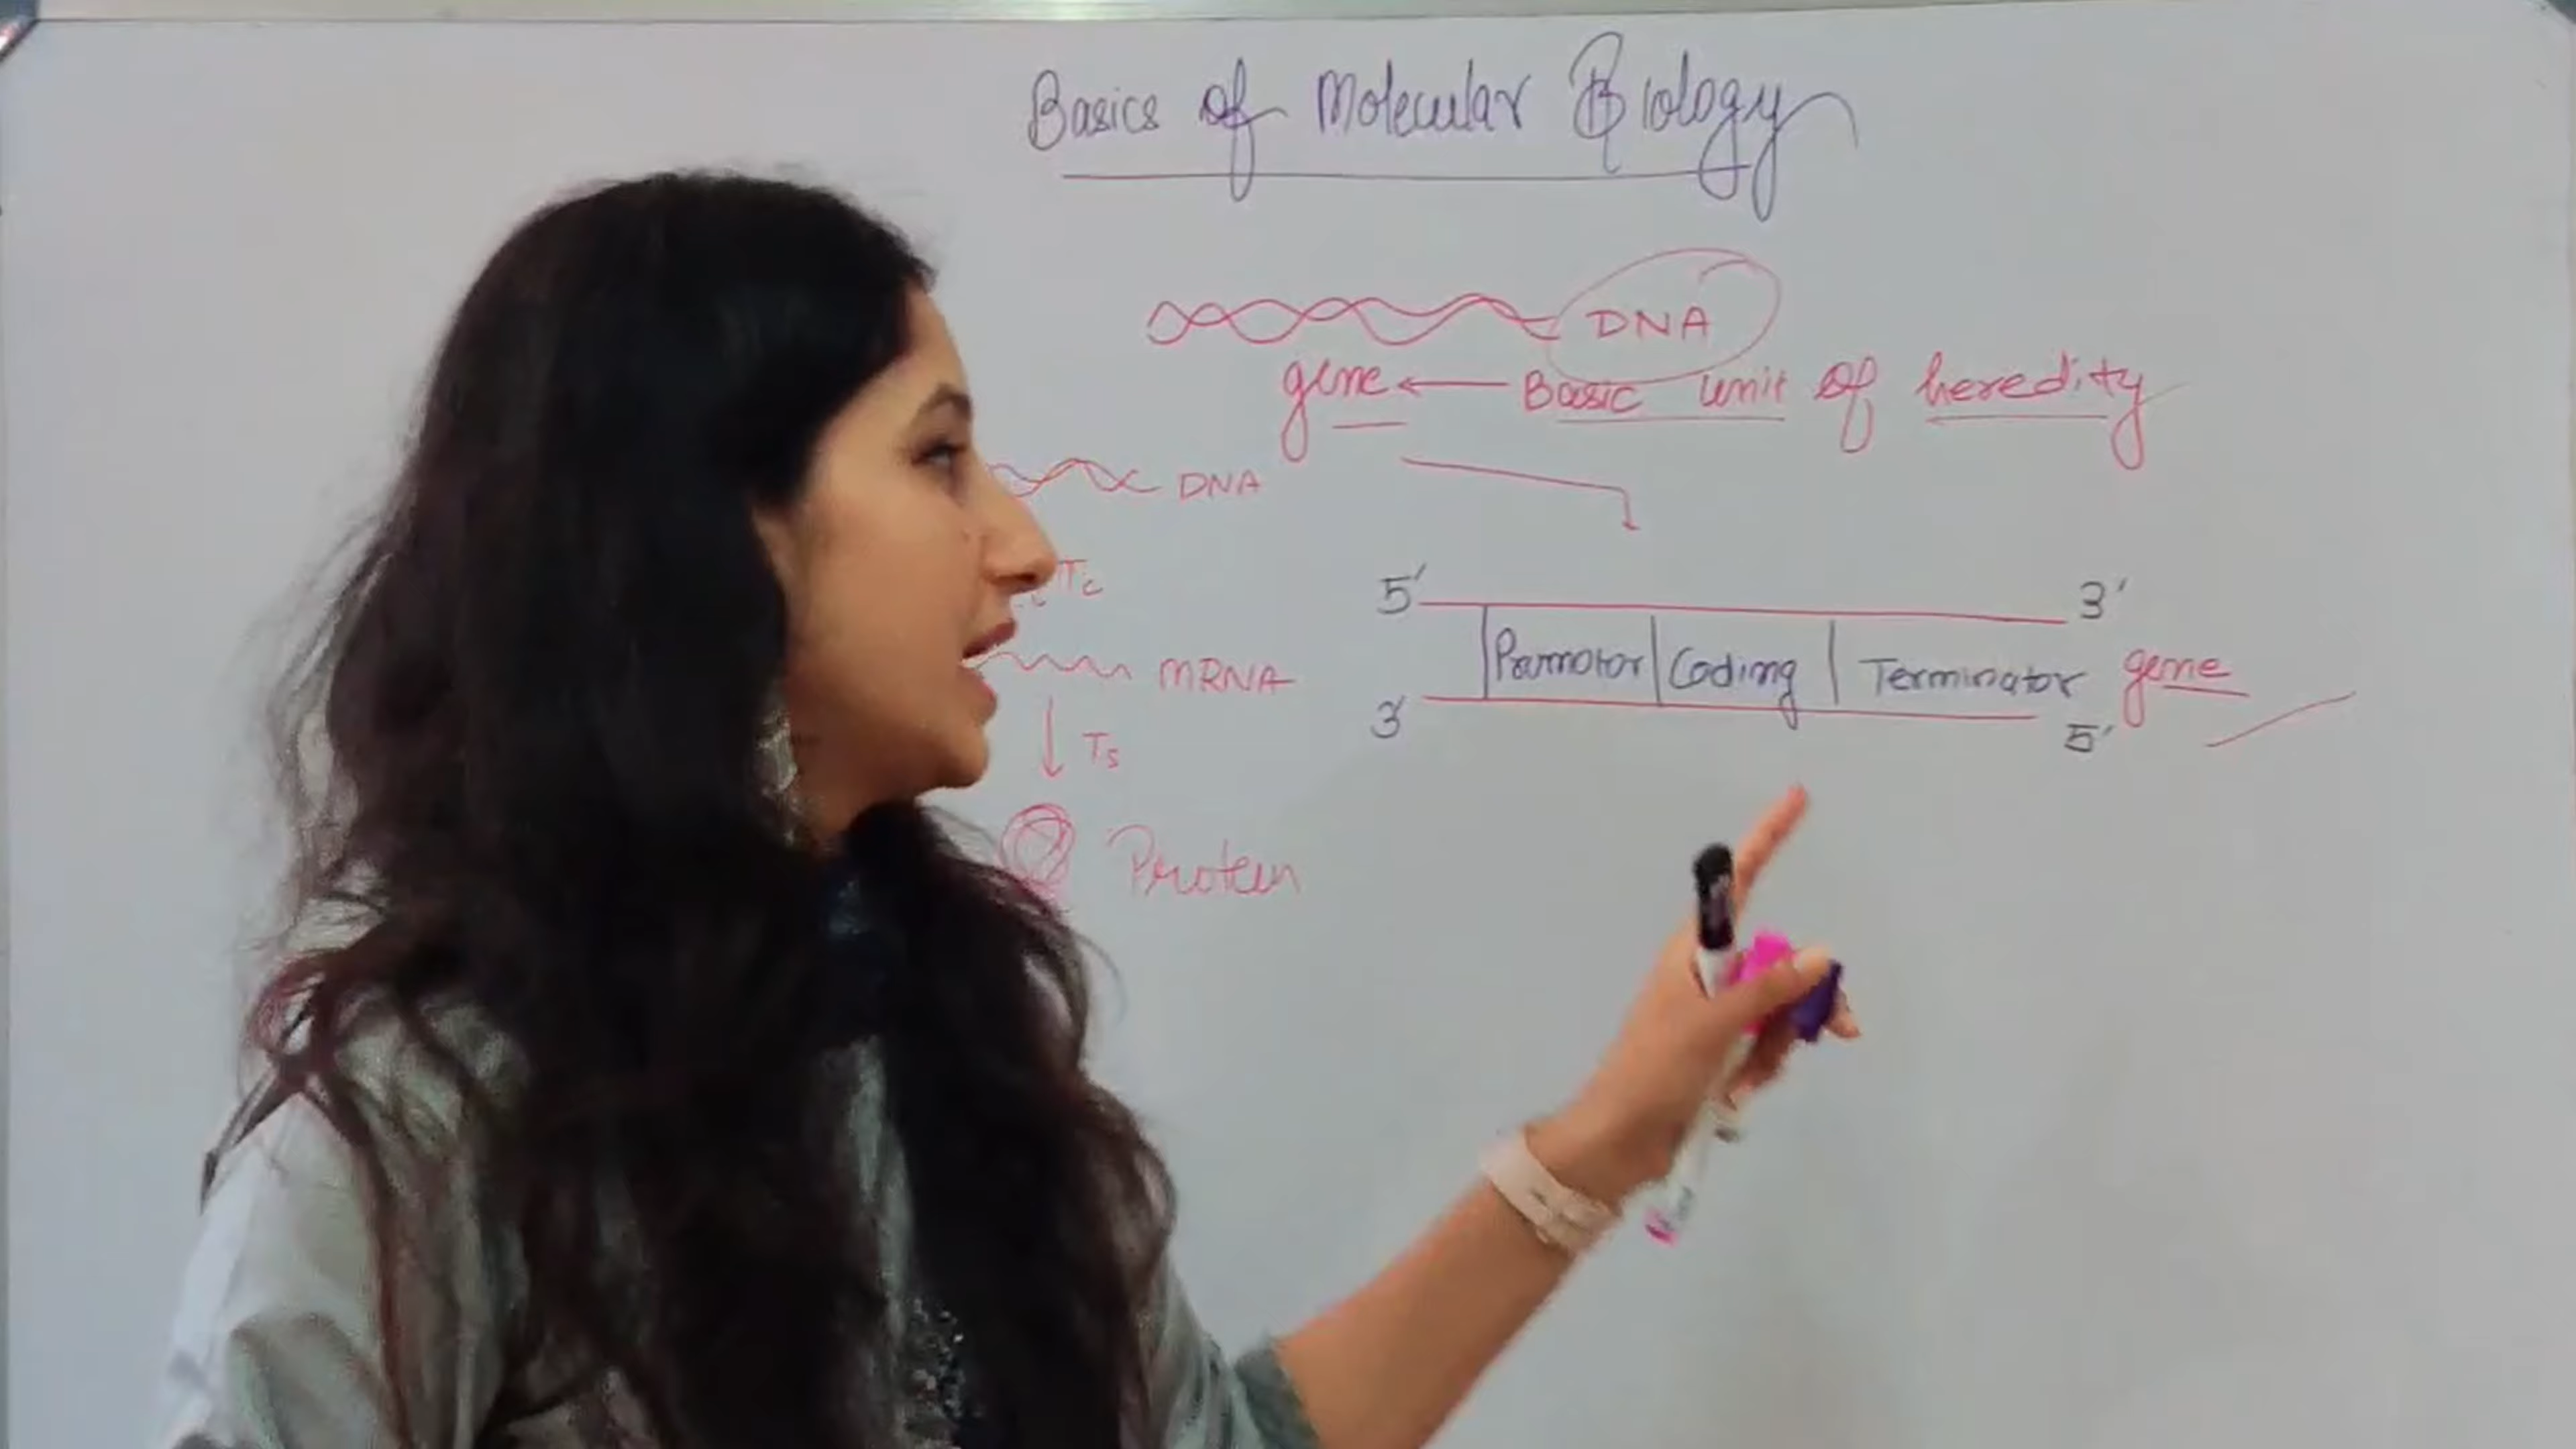 Basics of Molecular Biology
DNA
gene ← Basic unit of heredity
DNA
Tc
mRNA
Ts
Protein
5' 3'
Promotor Coding Terminator gene
3' 5'